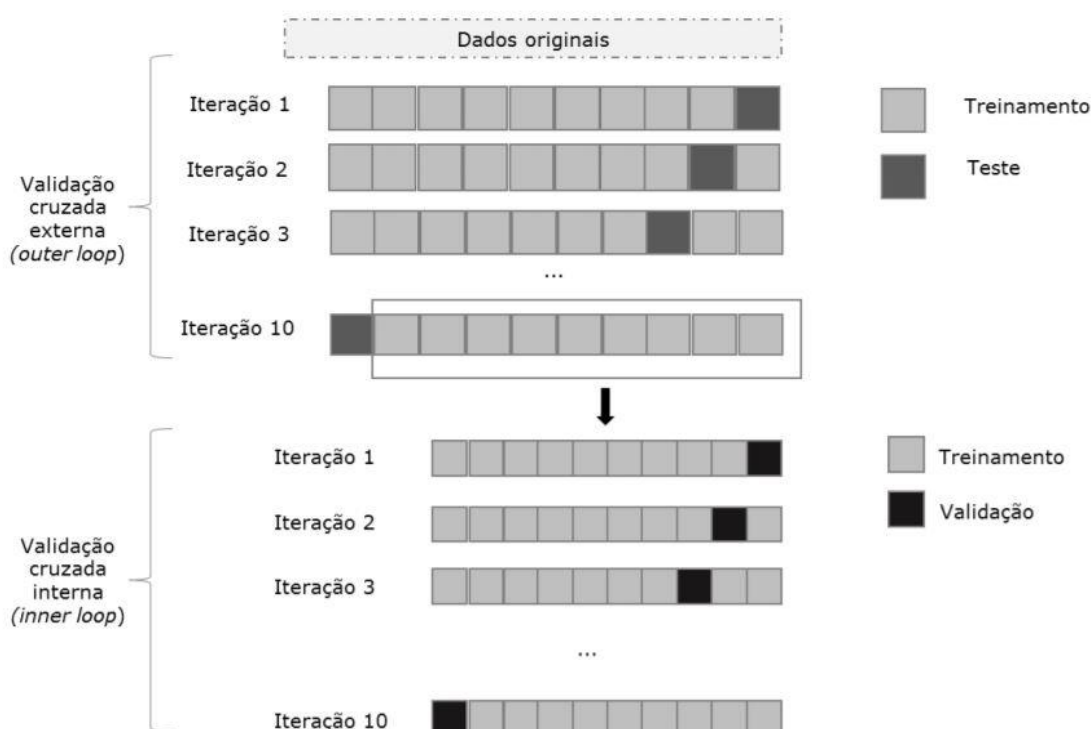 Dados originais
Iteração 1
Treinamento
Iteração 2
Teste
Validação
cruzada
externa
(outer loop)
Iteração 3
...
Iteração 10
Iteração 1
Treinamento
Iteração 2
Validação
Validação
cruzada
interna
(inner loop)
Iteração 3
...
Iteração 10